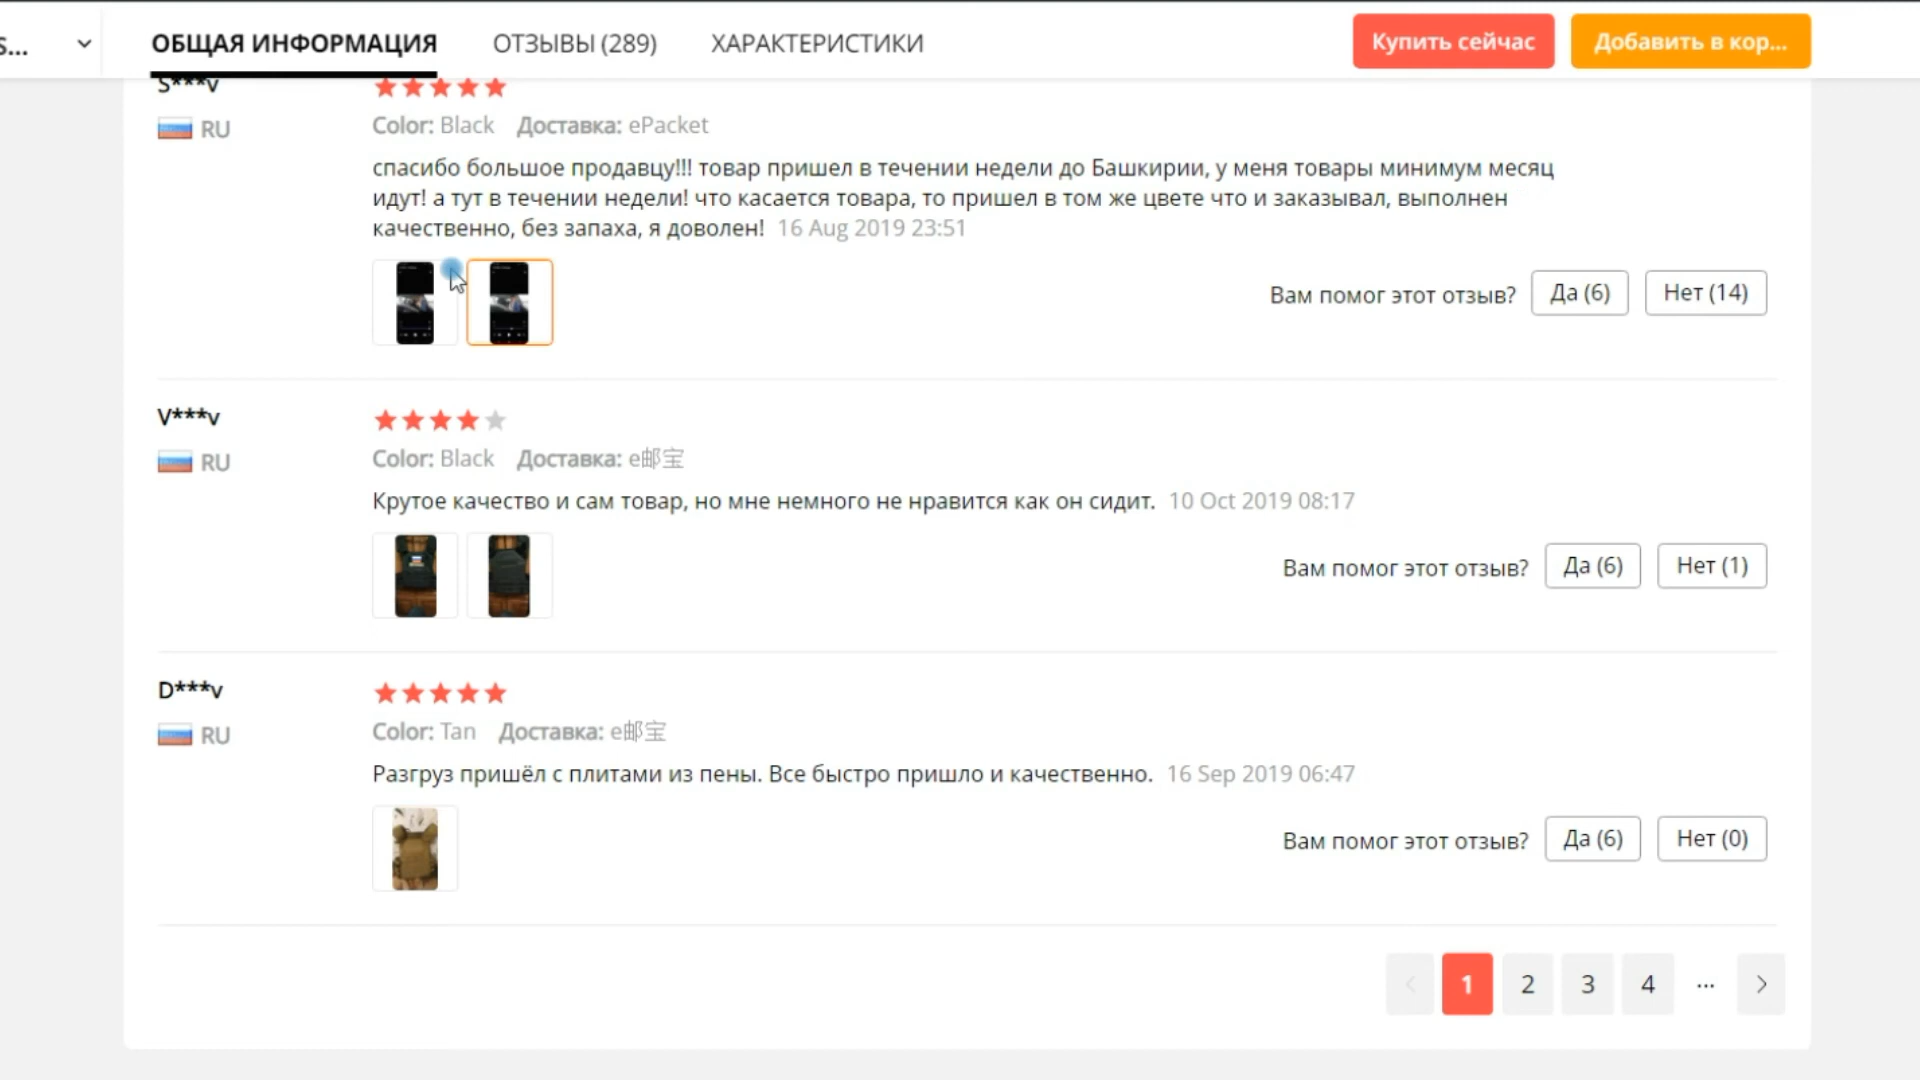 s...
ОБЩАЯ ИНФОРМАЦИЯ
ОТЗЫВЫ (289)
ХАРАКТЕРИСТИКИ
Купить сейчас
Добавить в кор...
S***v
RU
Color: Black Доставка: ePacket
спасибо большое продавцу!!! товар пришел в течении недели до Башкирии, у меня товары минимум месяц
идут! а тут в течении недели! что касается товара, то пришел в том же цвете что и заказывал, выполнен
качественно, без запаха, я доволен! 16 Aug 2019 23:51
Вам помог этот отзыв? Да (6) Нет (14)
V***v
RU
Color: Black Доставка: e邮宝
Крутое качество и сам товар, но мне немного не нравится как он сидит. 10 Oct 2019 08:17
Вам помог этот отзыв? Да (6) Нет (1)
D***v
RU
Color: Tan Доставка: e邮宝
Разгруз пришёл с плитами из пены. Все быстро пришло и качественно. 16 Sep 2019 06:47
Вам помог этот отзыв? Да (6) Нет (0)
< 1 2 3 4 ... >